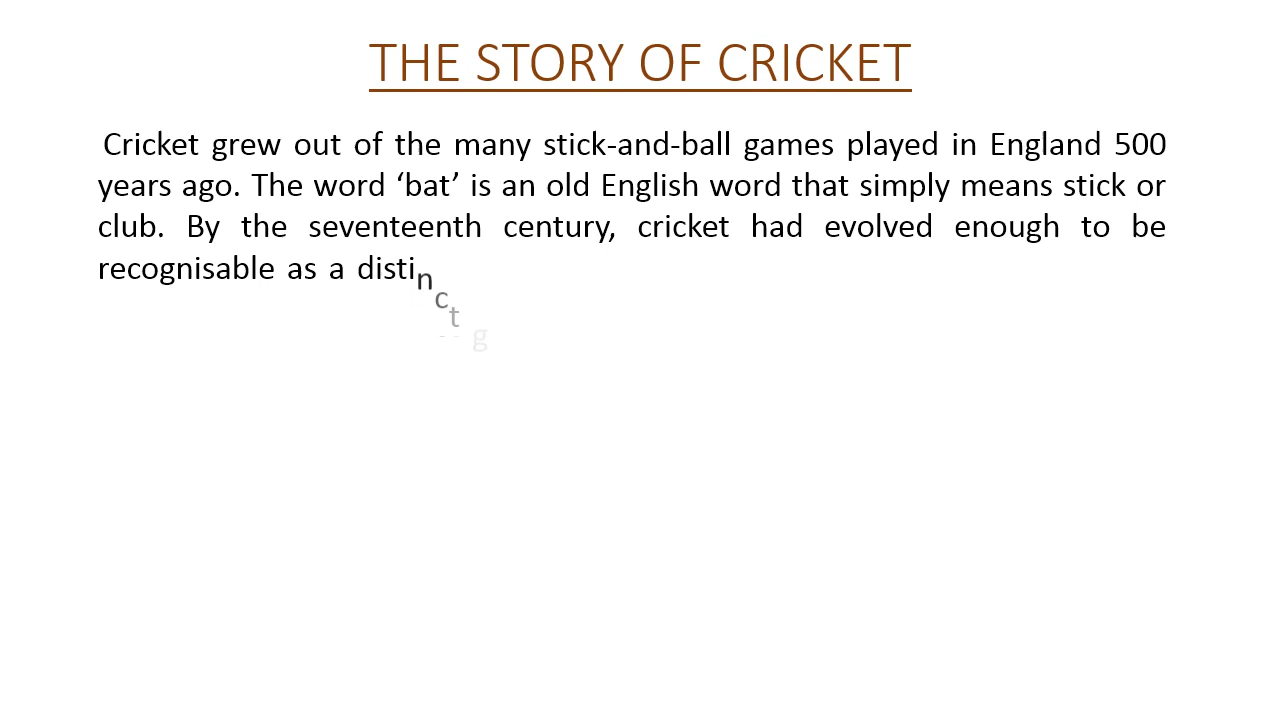 THE STORY OF CRICKET
Cricket grew out of the many stick-and-ball games played in England 500
years ago. The word ‘bat’ is an old English word that simply means stick or
club. By the seventeenth century, cricket had evolved enough to be
recognisable as a distinct g